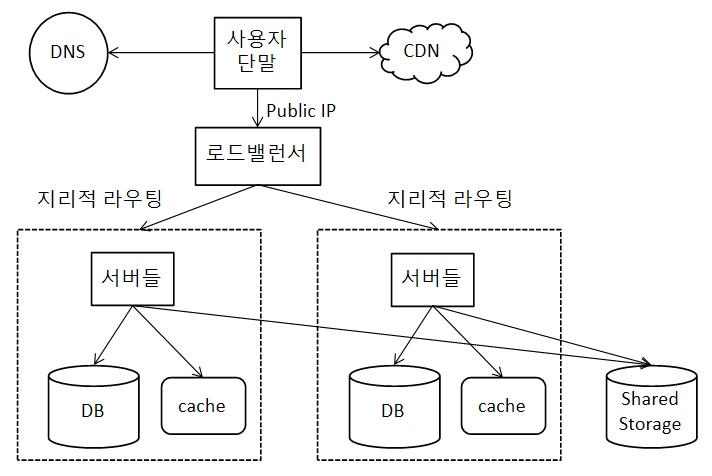 DNS
사용자
단말
CDN
Public IP
로드밸런서
지리적 라우팅
지리적 라우팅
서버들
서버들
DB
cache
DB
cache
Shared
Storage